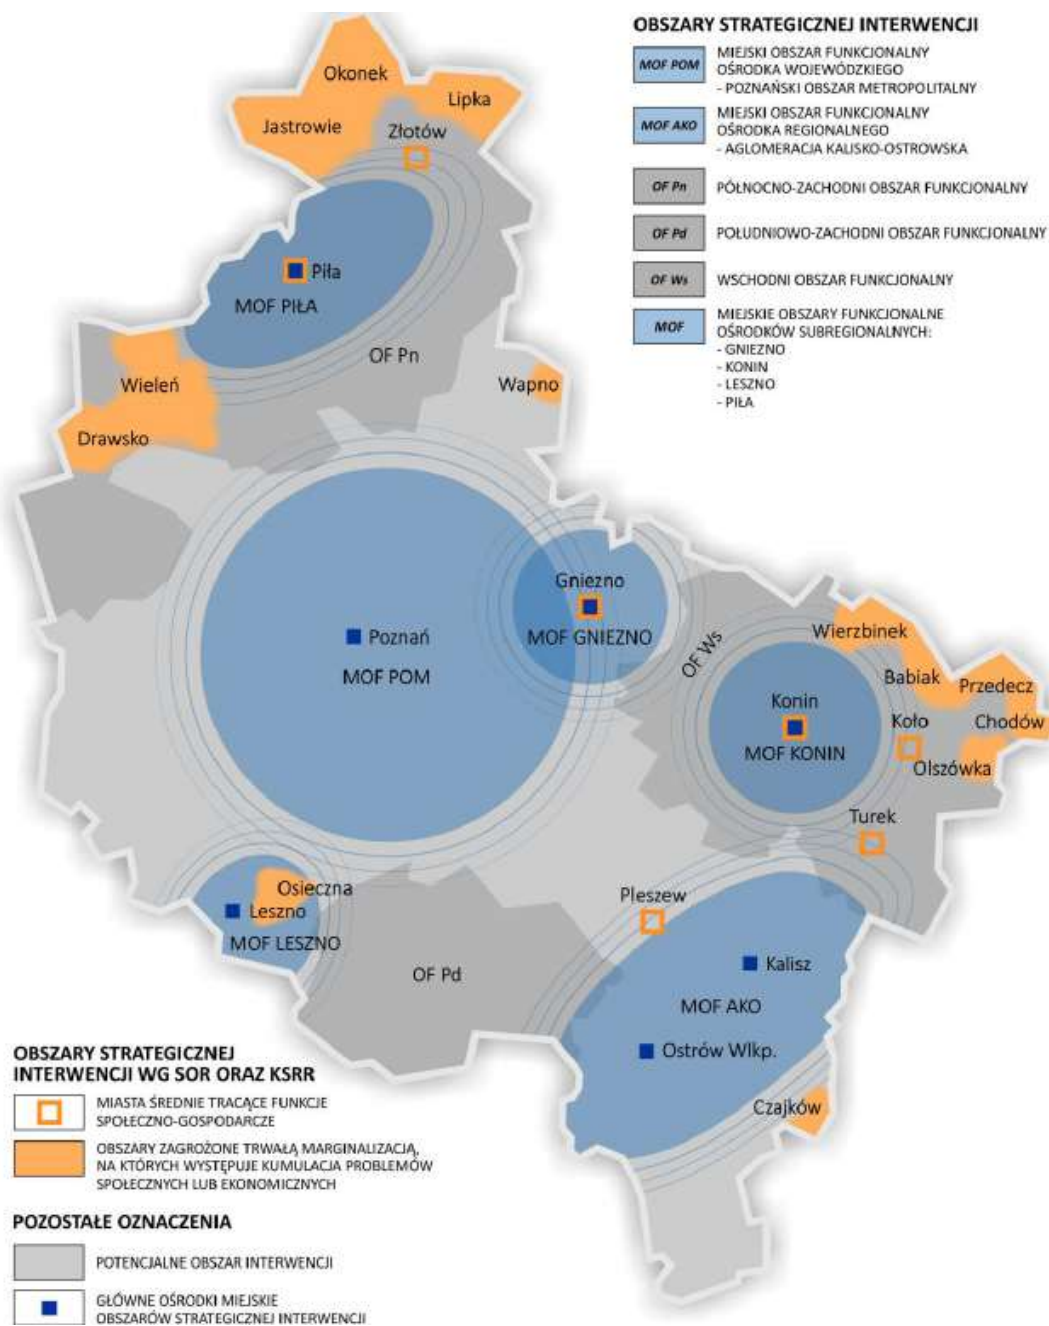 OBSZARY STRATEGICZNEJ INTERWENCJI
MOF POM
MIEJSKI OBSZAR FUNKCJONALNY
OŚRODKA WOJEWÓDZKIEGO
- POZNAŃSKI OBSZAR METROPOLITALNY
MOF AKO
MIEJSKI OBSZAR FUNKCJONALNY
OŚRODKA REGIONALNEGO
- AGLOMERACJA KALISKO-OSTROWSKA
OF Pn
PÓŁNOCNO-ZACHODNI OBSZAR FUNKCJONALNY
OF Pd
POŁUDNIOWO-ZACHODNI OBSZAR FUNKCJONALNY
OF Ws
WSCHODNI OBSZAR FUNKCJONALNY
MOF
MIEJSKIE OBSZARY FUNKCJONALNE
OŚRODKÓW SUBREGIONALNYCH:
- GNIEZNO
- KONIN
- LESZNO
- PIŁA
Okonek
Lipka
Jastrowie
Złotów
Piła
MOF PIŁA
OF Pn
Wieleń
Wapno
Drawsko
Gniezno
MOF GNIEZNO
Poznań
MOF POM
OF Ws
Wierzbinek
Babiak
Przedecz
Konin
Koło
Chodów
MOF KONIN
Olszówka
Turek
Osieczna
Leszno
MOF LESZNO
Pleszew
OF Pd
Kalisz
MOF AKO
Ostrów Wlkp.
Czajków
OBSZARY STRATEGICZNEJ
INTERWENCJI WG SOR ORAZ KSRR
MIASTA ŚREDNIE TRACĄCE FUNKCJE
SPOŁECZNO-GOSPODARCZE
OBSZARY ZAGROŻONE TRWAŁĄ MARGINALIZACJĄ,
NA KTÓRYCH WYSTĘPUJE KUMULACJA PROBLEMÓW
SPOŁECZNYCH LUB EKONOMICZNYCH
POZOSTAŁE OZNACZENIA
POTENCJALNE OBSZAR INTERWENCJI
GŁÓWNE OŚRODKI MIEJSKIE
OBSZARÓW STRATEGICZNEJ INTERWENCJI